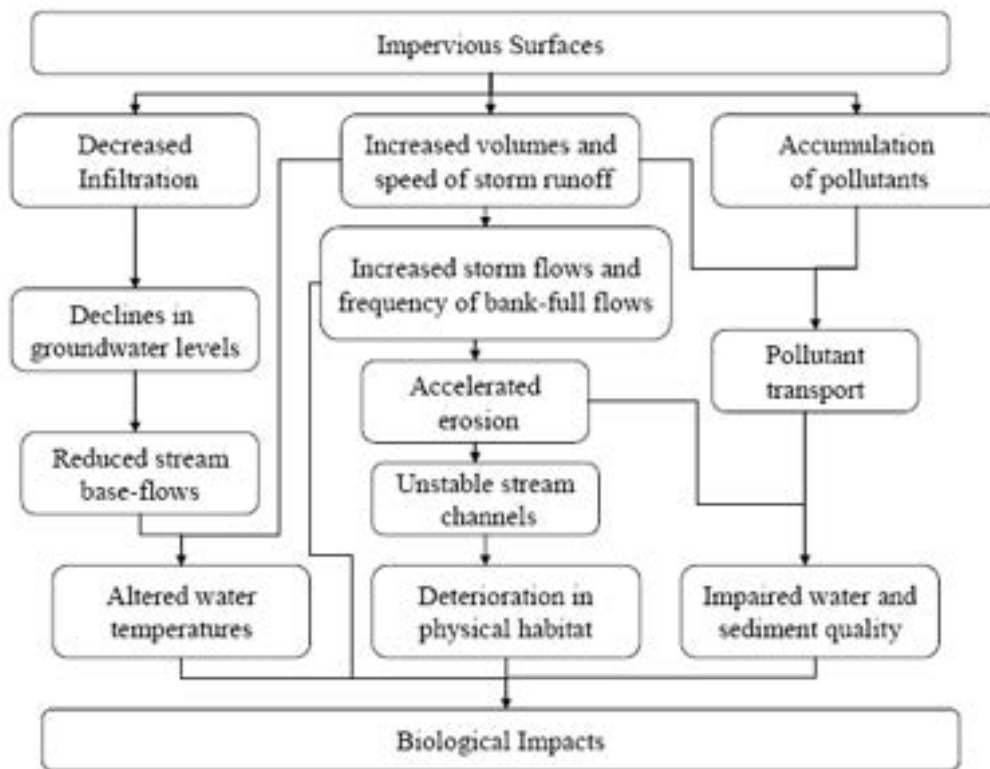 Impervious Surfaces
Decreased
Infiltration
Increased volumes and
speed of storm runoff
Accumulation
of pollutants
Increased storm flows and
frequency of bank-full flows
Declines in
groundwater levels
Pollutant
transport
Accelerated
erosion
Reduced stream
base-flows
Unstable stream
channels
Altered water
temperatures
Deterioration in
physical habitat
Impaired water and
sediment quality
Biological Impacts